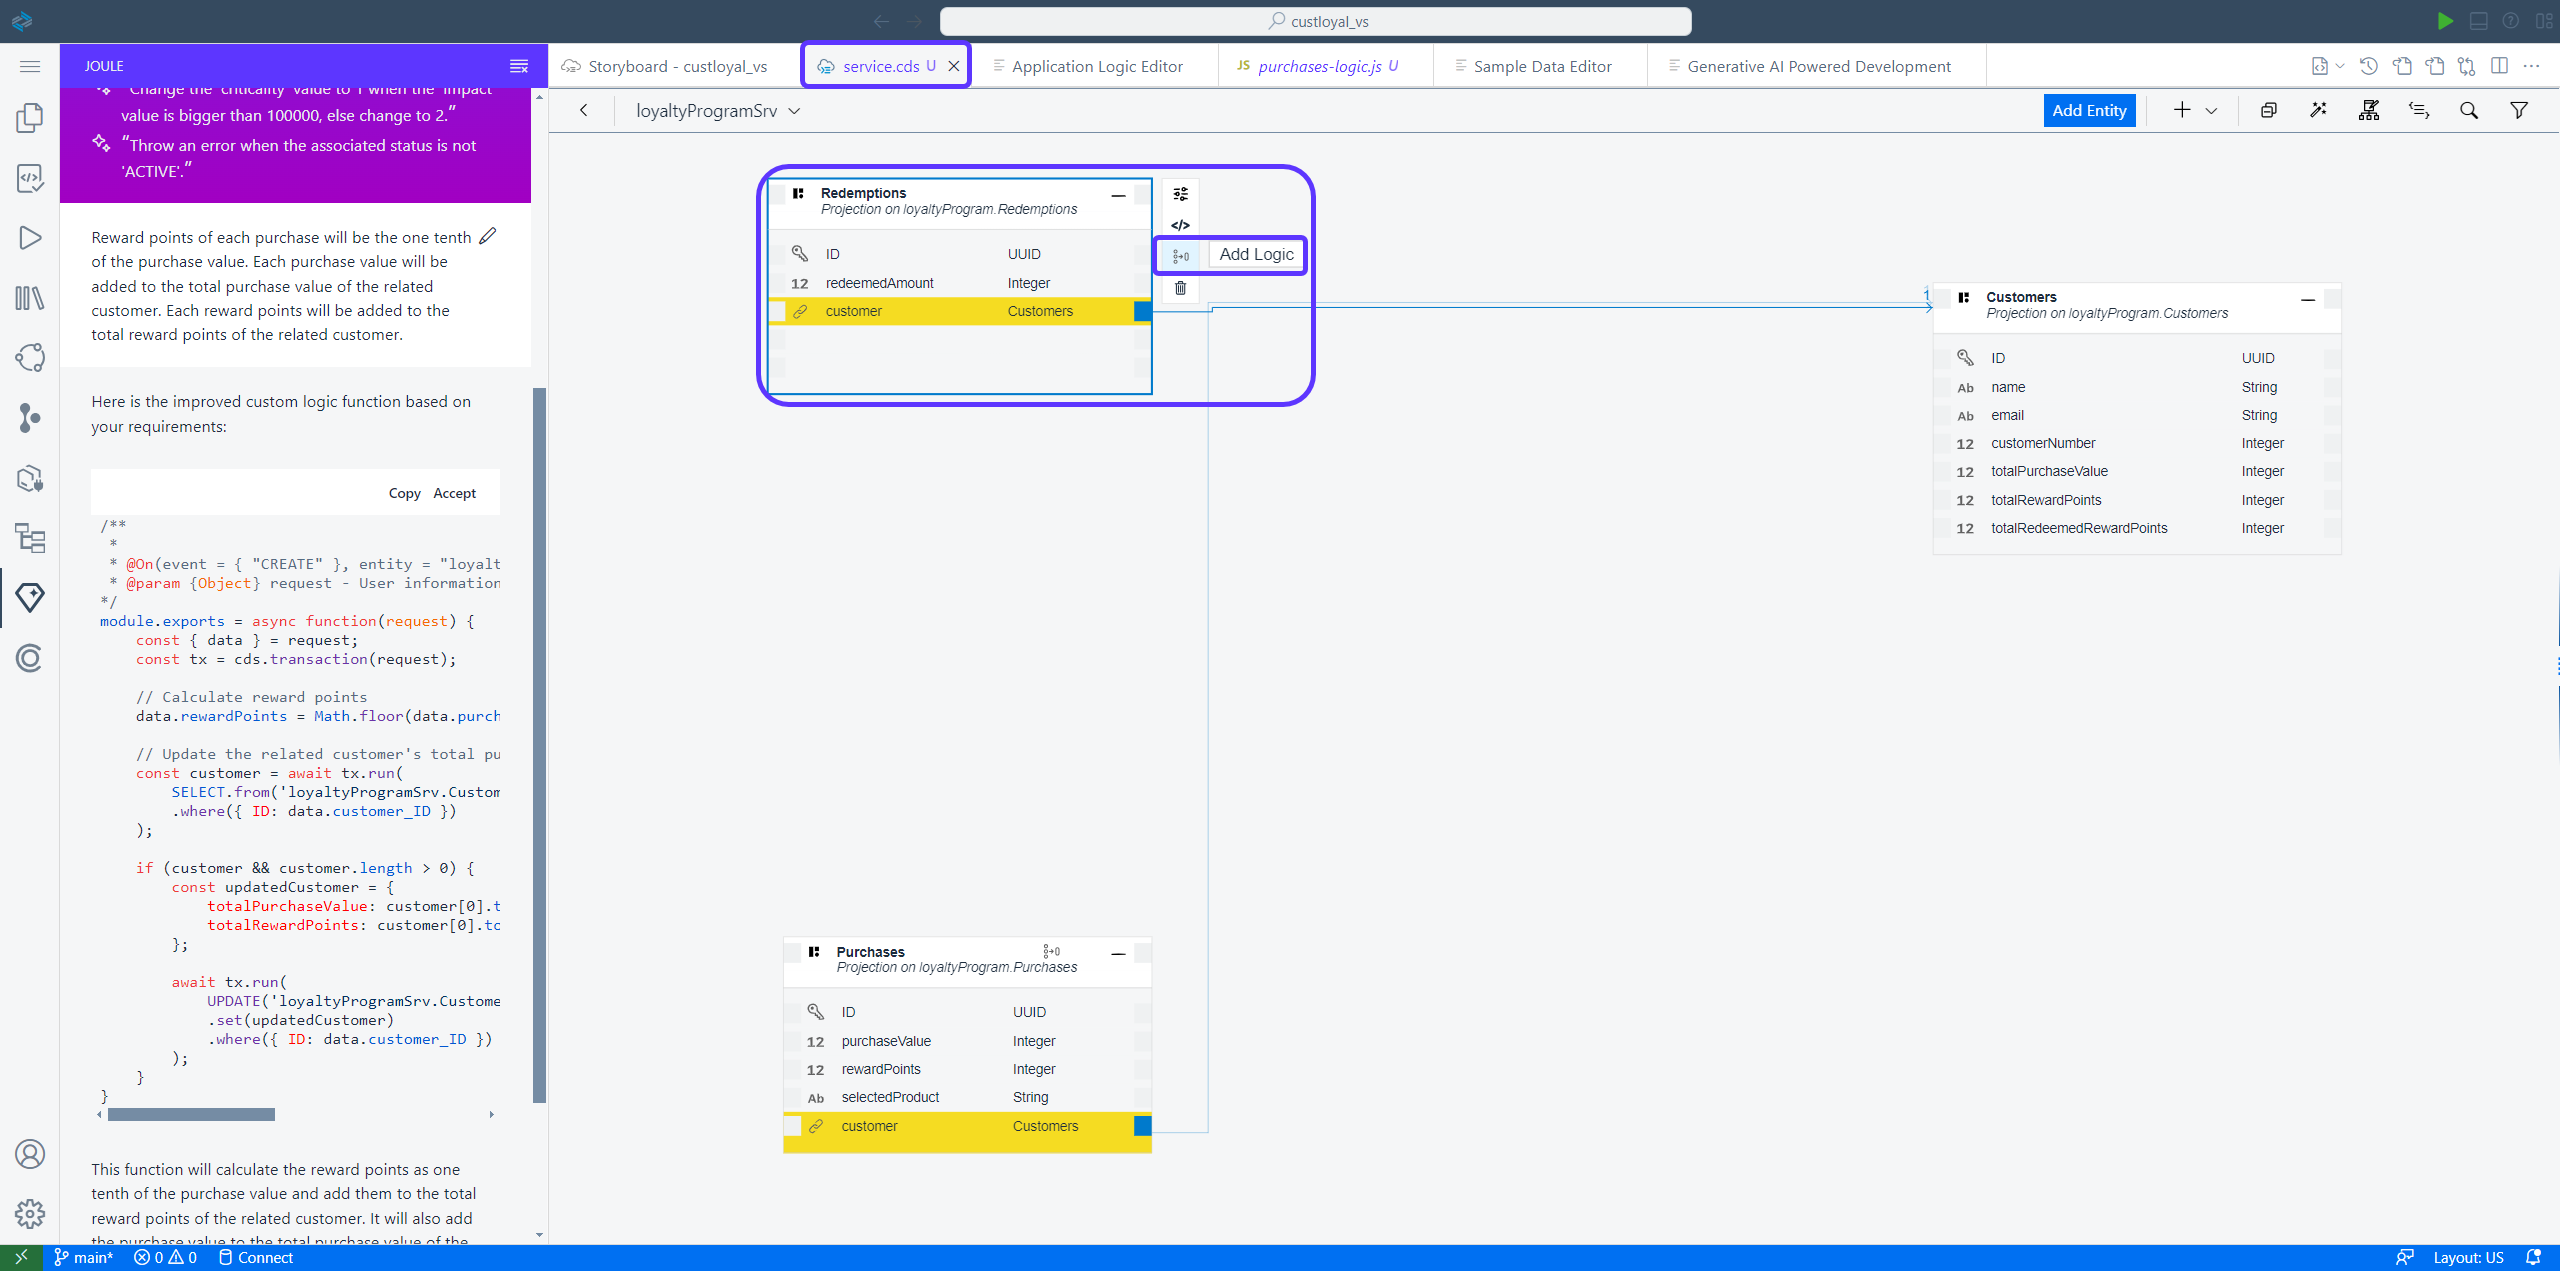 custloyal_vs
JOULE
Storyboard - custloyal_vs
service.cds U
Application Logic Editor
JS purchases-logic.js U
Sample Data Editor
Generative AI Powered Development
"Change the 'criticality' value to 1 when the 'impact'
value is bigger than 100000, else change to 2."
"Throw an error when the associated status is not
'ACTIVE'."
Reward points of each purchase will be the one tenth
of the purchase value. Each purchase value will be
added to the total purchase value of the related
customer. Each reward points will be added to the
total reward points of the related customer.
Here is the improved custom logic function based on
your requirements:
Copy Accept
/**
*
* @On(event = { "CREATE" }, entity = "loyalt
* @param {Object} request - User information
*/
module.exports = async function(request) {
const { data } = request;
const tx = cds.transaction(request);
// Calculate reward points
data.rewardPoints = Math.floor(data.purch
// Update the related customer's total pu
const customer = await tx.run(
SELECT.from('loyaltyProgramSrv.Custom
.where({ ID: data.customer_ID })
);
if (customer && customer.length > 0) {
const updatedCustomer = {
totalPurchaseValue: customer[0].t
totalRewardPoints: customer[0].to
};
await tx.run(
UPDATE('loyaltyProgramSrv.Custome
.set(updatedCustomer)
.where({ ID: data.customer_ID })
);
}
}
This function will calculate the reward points as one
tenth of the purchase value and add them to the total
reward points of the related customer. It will also add
the purchase value to the total purchase value of the
loyaltyProgramSrv
Add Entity
Redemptions
Projection on loyaltyProgram.Redemptions
ID UUID
12 redeemedAmount Integer
customer Customers
</>
Add Logic
1
Customers
Projection on loyaltyProgram.Customers
ID UUID
Ab name String
Ab email String
12 customerNumber Integer
12 totalPurchaseValue Integer
12 totalRewardPoints Integer
12 totalRedeemedRewardPoints Integer
Purchases
Projection on loyaltyProgram.Purchases
ID UUID
12 purchaseValue Integer
12 rewardPoints Integer
Ab selectedProduct String
customer Customers
main* 0 0 Connect
Layout: US